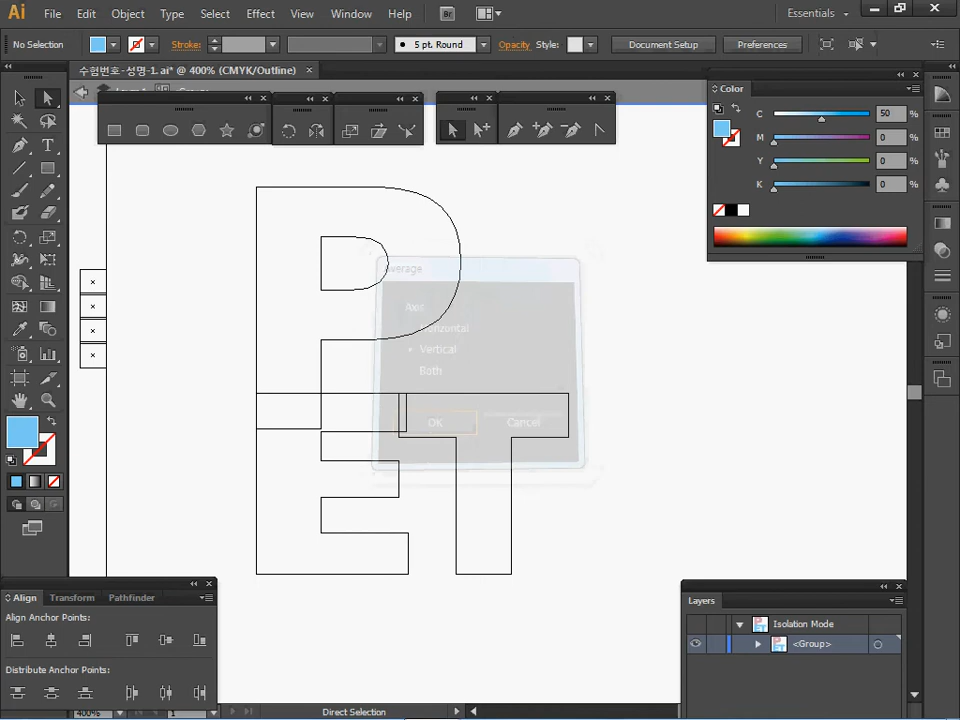 Ai File Edit Object Type Select Effect View Window Help Br Essentials
No Selection Stroke: 5 pt. Round Opacity Style: Document Setup Preferences
수험번호-성명-1.ai* @ 400% (CMYK/Outline) ×
Color
C 50 %
M 0 %
Y 0 %
K 0 %
PET
Average
Axis
Horizontal
Vertical
Both
OK Cancel
Align Transform Pathfinder
Align Anchor Points:
Distribute Anchor Points:
Layers
Isolation Mode
<Group>
400% 1 Direct Selection